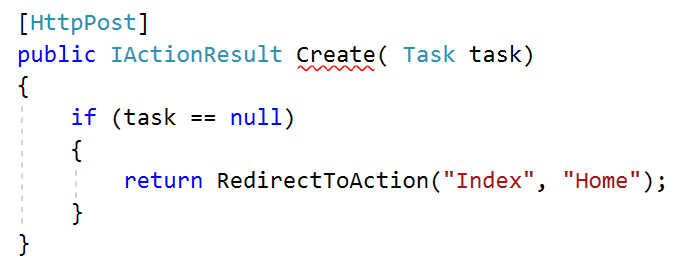 [HttpPost]
public IActionResult Create( Task task)
{
    if (task == null)
    {
        return RedirectToAction("Index", "Home");
    }
}